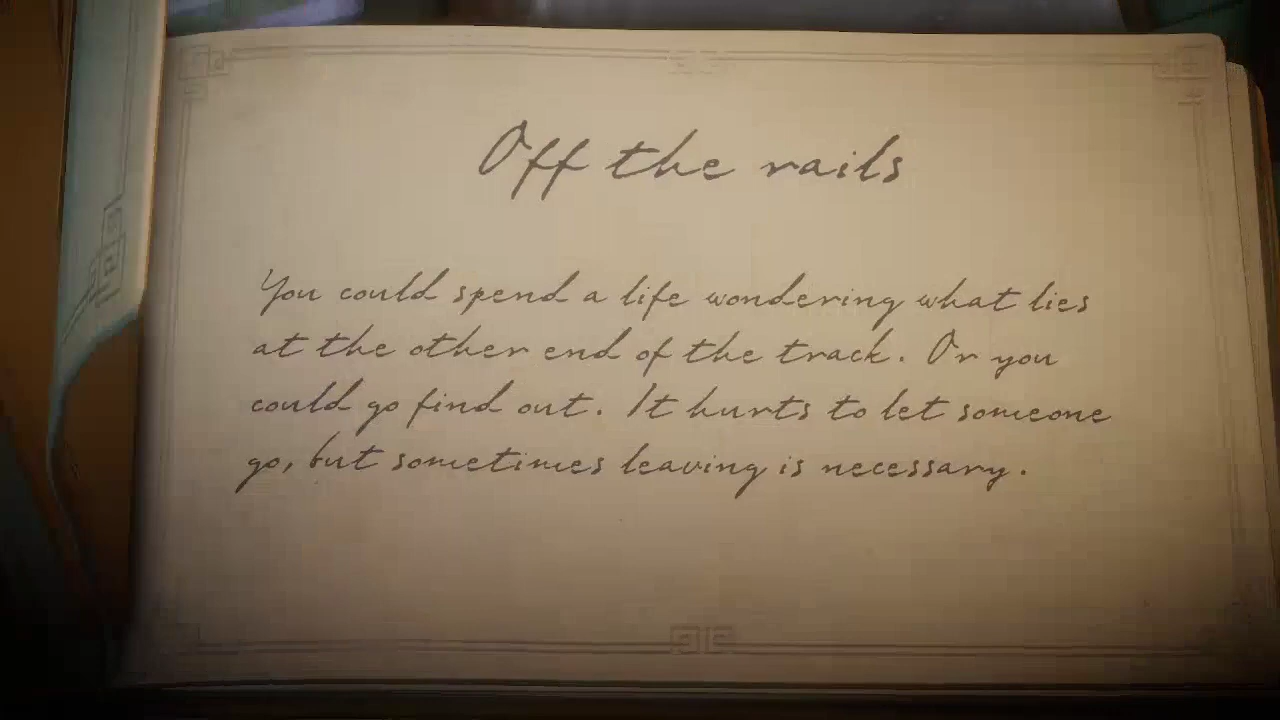 Off the rails
You could spend a life wondering what lies
at the other end of the track. Or you
could go find out. It hurts to let someone
go, but sometimes leaving is necessary.